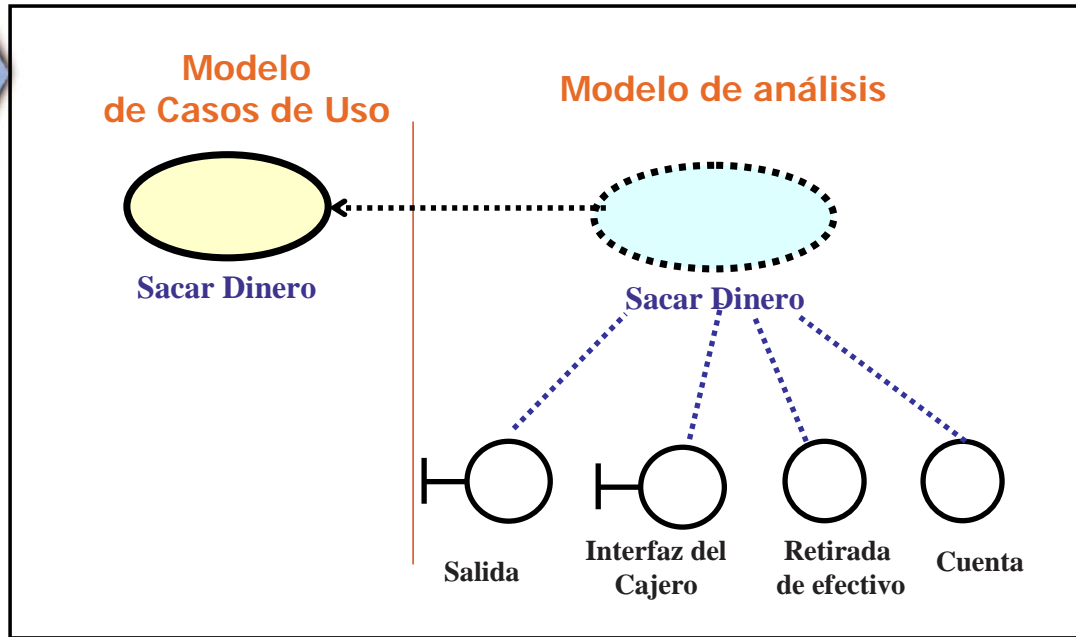 Modelo
de Casos de Uso
Modelo de análisis
Sacar Dinero
Sacar Dinero
Salida
Interfaz del
Cajero
Retirada
de efectivo
Cuenta